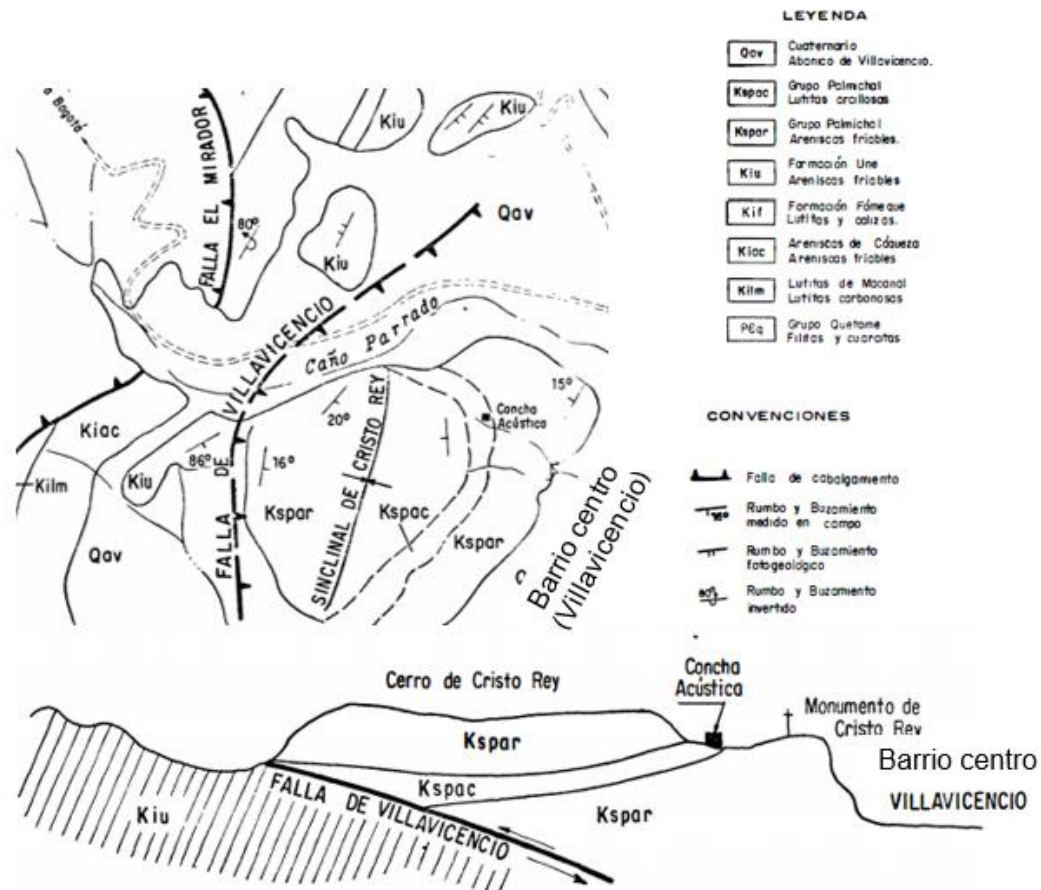 LEYENDA
Qav
Cuaternario
Abanico de Villavicencio.
Kspac
Grupo Palmichal
Lutitas arcillosas
Kspar
Grupo Palmichal
Areniscas friables.
Kiu
Formación Une
Areniscas friables
Kif
Formación Fómeque
Lutitas y calizas.
Kiac
Areniscas de Cáqueza
Areniscas friables
Kilm
Lutitas de Macanal
Lutitas carbonosas
PЄq
Grupo Quetame
Filitas y cuarcitas
CONVENCIONES
Falla de cabalgamiento
16°
Rumbo y Buzamiento
medido en campo
Rumbo y Buzamiento
fotogeológico
80°
Rumbo y Buzamiento
invertido
a Bogotá
FALLA EL MIRADOR
80°
Kiu
Kiu
Kiu
Qav
FALLA DE VILLAVICENCIO
Caño Parrado
Kiac
Kilm
Kiu
86°
16°
20°
15°
Concha
Acústica
SINCLINAL DE CRISTO REY
Kspar
Kspac
Kspar
Qav
Barrio centro
(Villavicencio)
Cerro de Cristo Rey
Concha
Acústica
Monumento de
Cristo Rey
Barrio centro
VILLAVICENCIO
Kspar
Kspac
Kspar
Kiu
FALLA DE VILLAVICENCIO